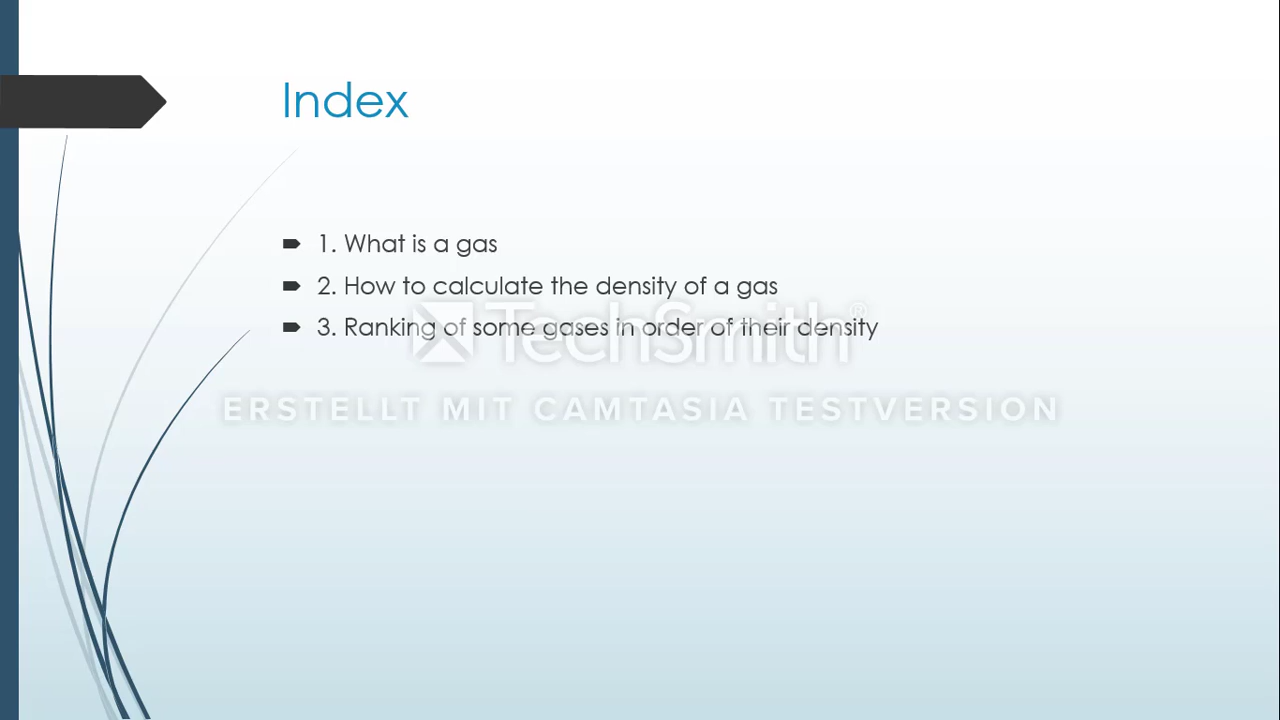 Index
1. What is a gas
2. How to calculate the density of a gas
3. Ranking of some gases in order of their density
TechSmith®
ERSTELLT MIT CAMTASIA TESTVERSION